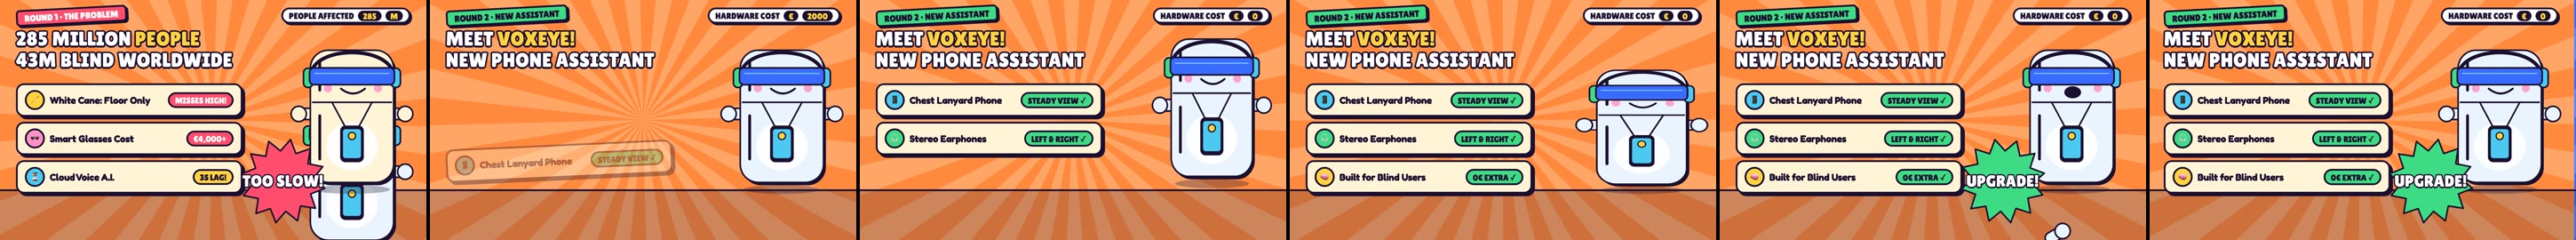 ROUND 1 • THE PROBLEM
PEOPLE AFFECTED 285 M
285 MILLION PEOPLE
43M BLIND WORLDWIDE
White Cane: Floor Only MISSES HIGH!
Smart Glasses Cost €4,000+
Cloud Voice A.I. 3S LAG!
TOO SLOW!
ROUND 2 • NEW ASSISTANT
HARDWARE COST € 2000
MEET VOXEYE!
NEW PHONE ASSISTANT
Chest Lanyard Phone STEADY VIEW ✓
ROUND 2 • NEW ASSISTANT
HARDWARE COST € 0
MEET VOXEYE!
NEW PHONE ASSISTANT
Chest Lanyard Phone STEADY VIEW ✓
Stereo Earphones LEFT & RIGHT ✓
ROUND 2 • NEW ASSISTANT
HARDWARE COST € 0
MEET VOXEYE!
NEW PHONE ASSISTANT
Chest Lanyard Phone STEADY VIEW ✓
Stereo Earphones LEFT & RIGHT ✓
Built for Blind Users 0€ EXTRA ✓
ROUND 2 • NEW ASSISTANT
HARDWARE COST € 0
MEET VOXEYE!
NEW PHONE ASSISTANT
Chest Lanyard Phone STEADY VIEW ✓
Stereo Earphones LEFT & RIGHT ✓
Built for Blind Users 0€ EXTRA ✓
UPGRADE!
ROUND 2 • NEW ASSISTANT
HARDWARE COST € 0
MEET VOXEYE!
NEW PHONE ASSISTANT
Chest Lanyard Phone STEADY VIEW ✓
Stereo Earphones LEFT & RIGHT ✓
Built for Blind Users 0€ EXTRA ✓
UPGRADE!